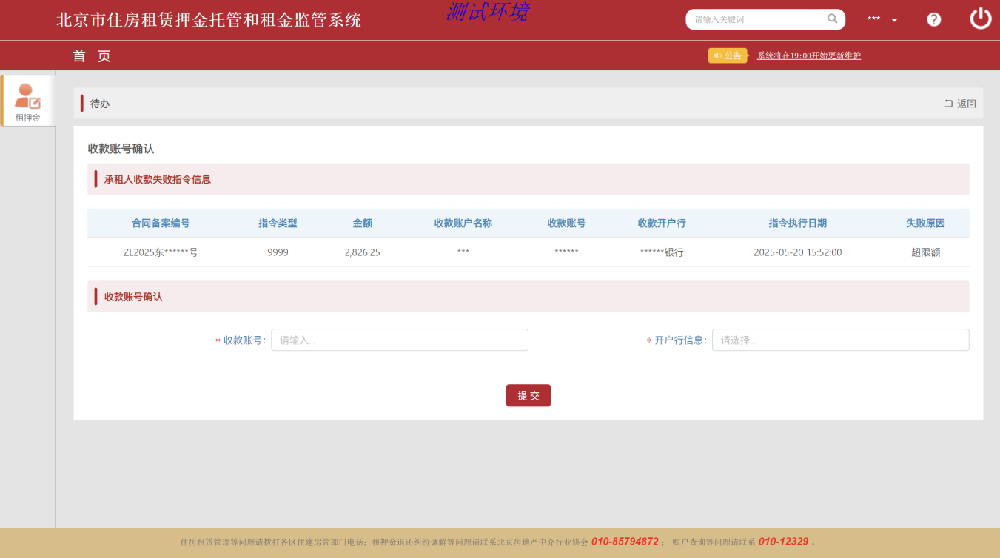 北京市住房租赁押金托管和租金监管系统
测试环境
请输入关键词
***
首 页
公告 系统将在19:00开始更新维护
租押金
待办
返回
收款账号确认
承租人收款失败指令信息
合同备案编号 指令类型 金额 收款账户名称 收款账号 收款开户行 指令执行日期 失败原因
ZL2025东******号 9999 2,826.25 *** ****** ******银行 2025-05-20 15:52:00 超限额
收款账号确认
* 收款账号: 请输入... * 开户行信息: 请选择...
提 交
住房租赁管理等问题请拨打各区住建房管部门电话；租押金退还纠纷调解等问题请联系北京房地产中介行业协会 010-85794872 ； 账户查询等问题请联系 010-12329 。